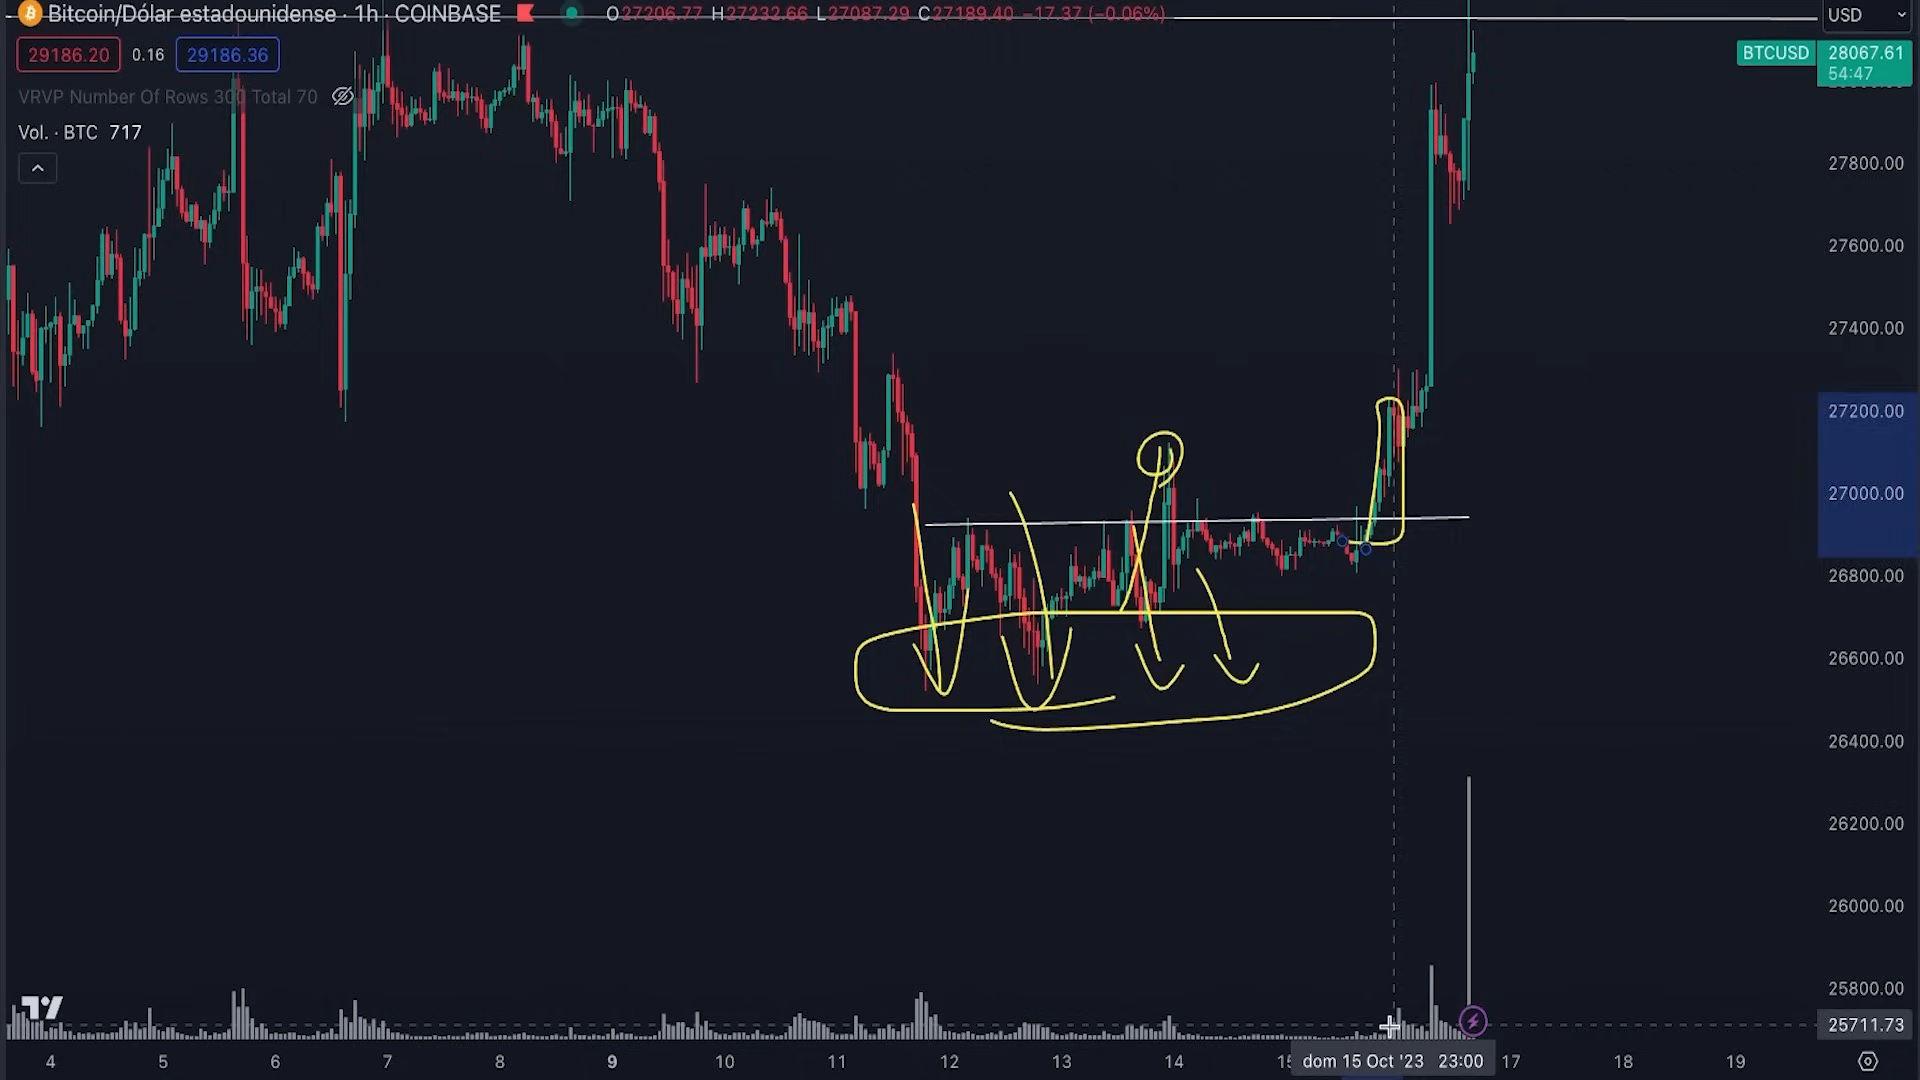 Bitcoin/Dólar estadounidense · 1h · COINBASE O27206.77 H27232.66 L27087.29 C27189.40 −17.37 (−0.06%) USD
29186.20 0.16 29186.36
BTCUSD 28067.61
54:47
VRVP Number Of Rows 300 Total 70
Vol. · BTC 717
27800.00
27600.00
27400.00
27200.00
27000.00
26800.00
26600.00
26400.00
26200.00
26000.00
25800.00
25711.73
4 5 6 7 8 9 10 11 12 13 14 dom 15 Oct '23 23:00 17 18 19